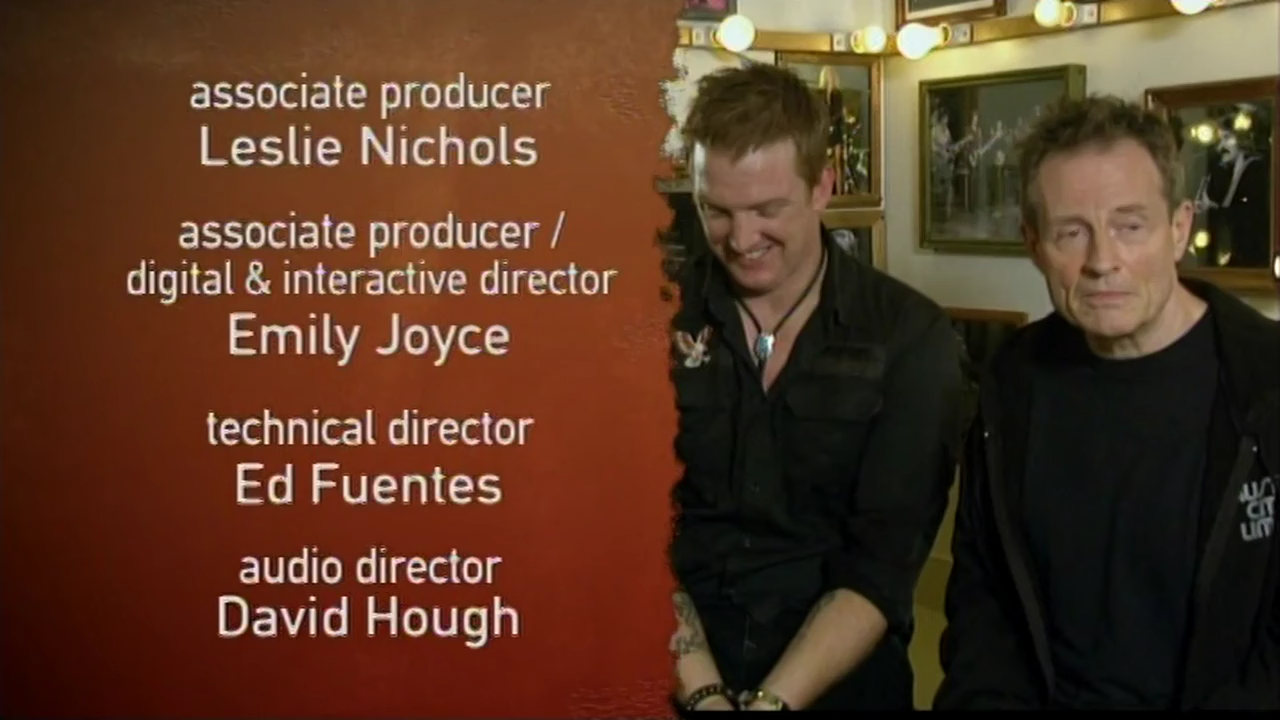 associate producer
Leslie Nichols
associate producer /
digital & interactive director
Emily Joyce
technical director
Ed Fuentes
audio director
David Hough